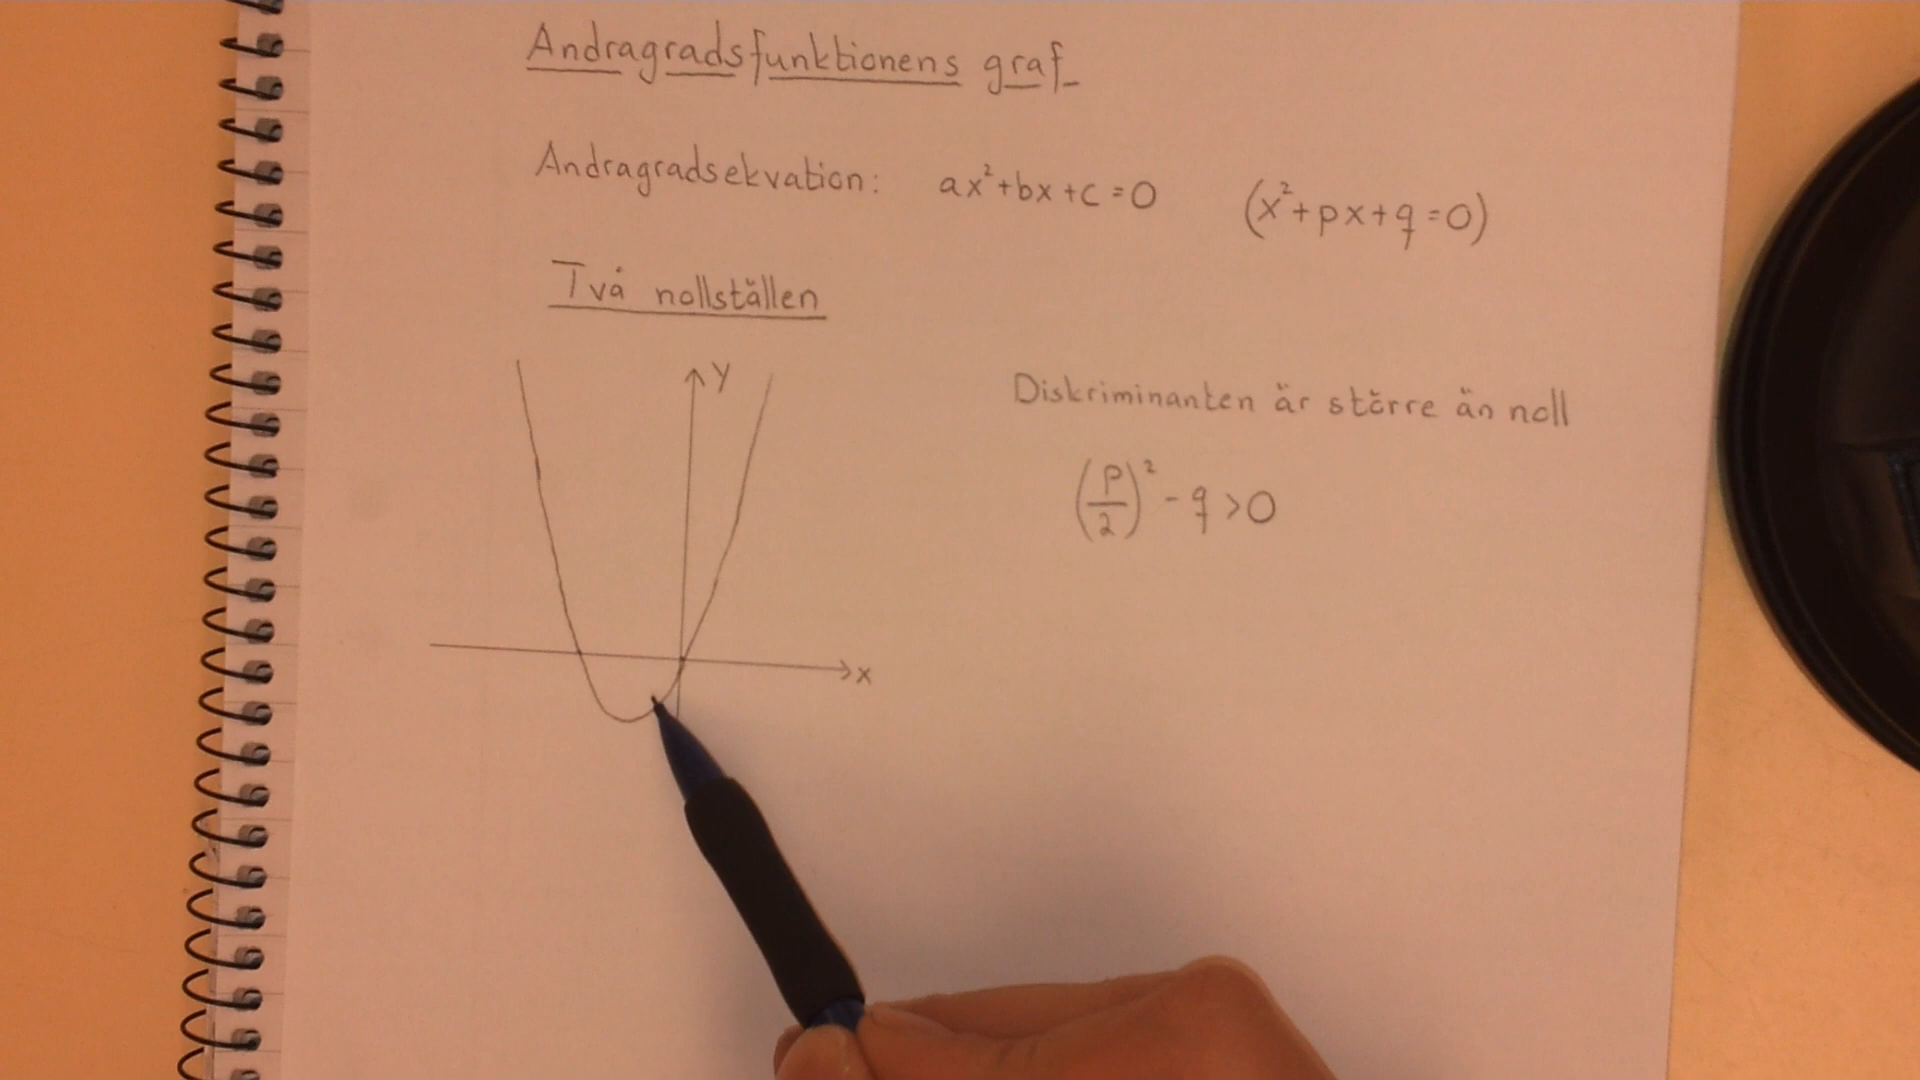 Andragradsfunktionens graf
Andragradsekvation: ax²+bx+c=0 (x²+px+q=0)
Två nollställen
y
x
Diskriminanten är större än noll
(p/2)² - q > 0